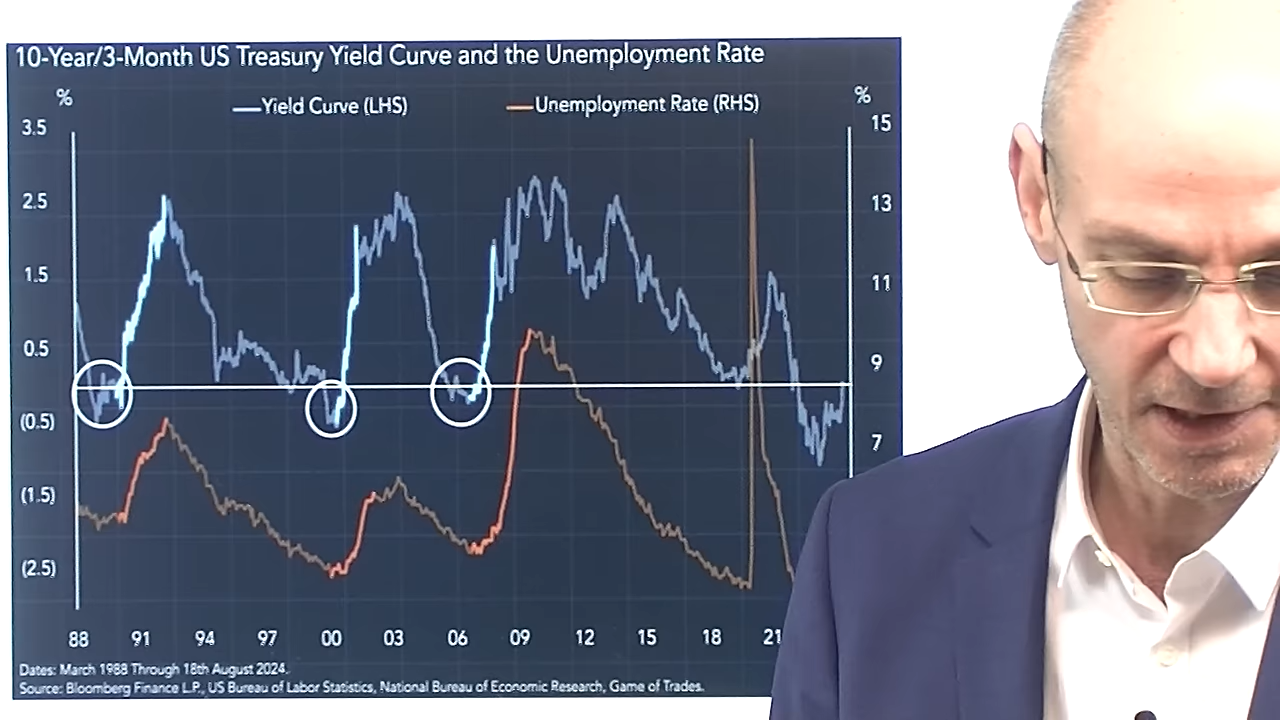 10-Year/3-Month US Treasury Yield Curve and the Unemployment Rate
% Yield Curve (LHS) Unemployment Rate (RHS) %
3.5 15
2.5 13
1.5 11
0.5 9
(0.5) 7
(1.5)
(2.5)
88 91 94 97 00 03 06 09 12 15 18 21
Dates: March 1988 Through 18th August 2024.
Source: Bloomberg Finance L.P., US Bureau of Labor Statistics, National Bureau of Economic Research, Game of Trades.